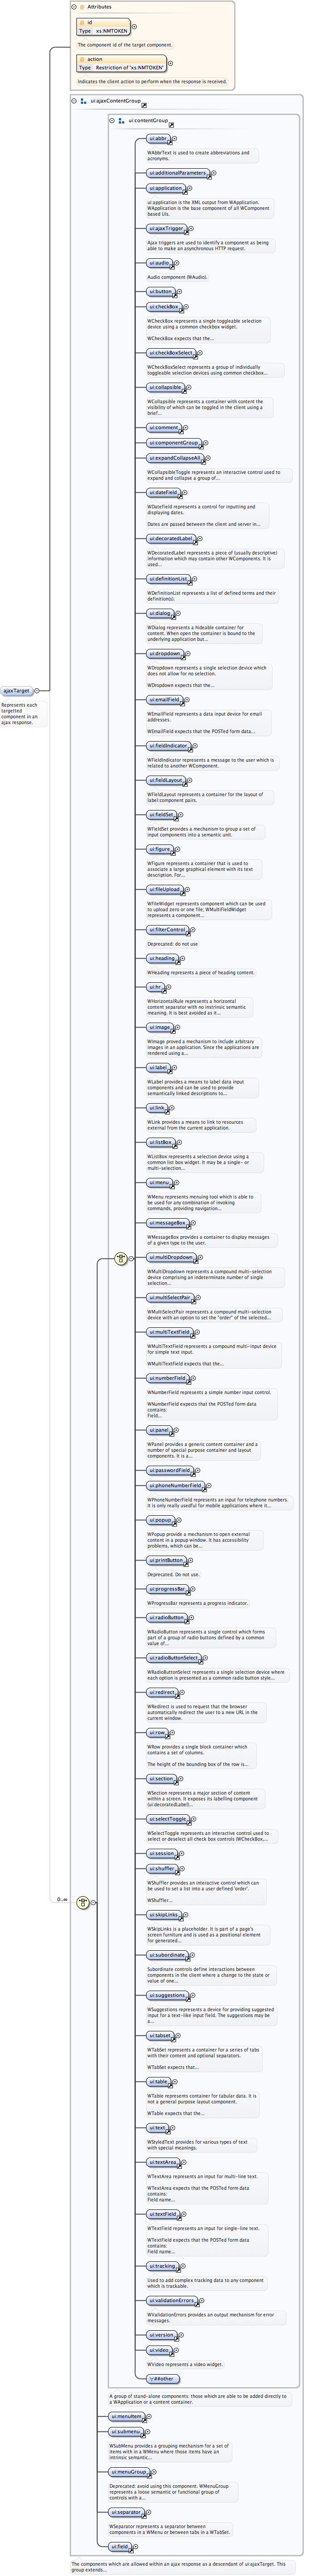 Attributes
id
Type xs:NMTOKEN
The component id of the target component.
action
Type Restriction of 'xs:NMTOKEN'
Indicates the client action to perform when the response is received.
ui:ajaxContentGroup
ui:contentGroup
ui:abbr
WAbbrText is used to create abbreviations and
acronyms.
ui:additionalParameters
ui:application
ui:application is the XML output from WApplication.
WApplication is the base component of all WComponent
based UIs.
ui:ajaxTrigger
Ajax triggers are used to identify a component as being
able to make an asynchronous HTTP request.
ui:audio
Audio component (WAudio).
ui:button
ui:checkBox
WCheckBox represents a single toggleable selection
device using a common checkbox widget.
WCheckBox expects that the...
ui:checkBoxSelect
WCheckBoxSelect represents a group of individually
toggleable selection devices using common checkbox...
ui:collapsible
WCollapsible represents a container with content the
visibility of which can be toggled in the client using a
brief...
ui:comment
ui:componentGroup
ui:expandCollapseAll
WCollapsibleToggle represents an interactive control used to
expand and collapse a group of...
ui:dateField
WDateField represents a control for inputing and
displaying dates.
Dates are passed between the client and server in...
ui:decoratedLabel
WDecoratedLabel represents a piece of (usually descriptive)
information which may contain other WComponents. It is
used...
ui:definitionList
WDefinitionList represents a list of defined terms and their
definition(s).
ui:dialog
WDialog represents a hideable container for
content. When open the container is bound to the
underlying application but...
ui:dropdown
WDropdown represents a single selection device which
does not allow for no selection.
WDropdown expects that the...
ui:emailField
WEmailField represents a data input device for email
addresses.
WEmailField expects that the POSTed form data...
ui:fieldIndicator
WFieldIndicator represents a message to the user which is
related to another WComponent.
ui:fieldLayout
WFieldLayout represents a container for the layout of
label:component pairs.
ui:fieldSet
WFieldSet provides a mechanism to group a set of
input components into a semantic unit.
ui:figure
WFigure represents a container that is used to
associate a large graphical element with its text
description. For...
ajaxTarget
Represents each
targetted
component in an
ajax response.
ui:fileUpload
WFileWidget represents component which can be used
to upload zero or one file; WMultiFileWidget
represents a component...
ui:filterControl
Deprecated: do not use
ui:heading
WHeading represents a piece of heading content.
ui:hr
WHorizontalRule represents a horizontal
content separator with no instrinsic semantic
meaning. It is best avoided as it...
ui:image
WImage proved a mechanism to include arbitrary
images in an application. Since the applications are
rendered using a...
ui:label
WLabel provides a means to label data input
components and can be used to provide
semantically linked descriptions to...
ui:link
WLink provides a means to link to resources
external from the current application.
ui:listBox
WListBox represents a selection device using a
common list box widget. It may be a single- or
multi-selection...
ui:menu
WMenu represents menuing tool which is able to
be used for any combination of invoking
commands, providing navigation...
ui:messageBox
WMessageBox provides a container to display messages
of a given type to the user.
ui:multiDropdown
WMultiDropdown represents a compound multi-selection
device comprising an indeterminate number of single
selection...
ui:multiSelectPair
WMultiSelectPair represents a compound multi-selection
device with an option to set the "order" of the selected...
ui:multiTextField
WMultiTextField represents a compound multi-input device
for simple text input.
WMultiTextField expects that the...
ui:numberField
WNumberField represents a simple number input control.
WNumberField expects that the POSTed form data
contains:
Field...
ui:panel
WPanel provides a generic content container and a
number of special purpose container and layout
components. It is a...
ui:passwordField
ui:phoneNumberField
WPhoneNumberField represents an input for telephone numbers.
It is only really useful for mobile applications where it...
ui:popup
WPopup provide a mechanism to open external
content in a popup window. It has accessibility
problems, which can be...
ui:printButton
Deprecated. Do not use.
ui:progressBar
WProgressBar represents a progress indicator.
ui:radioButton
WRadioButton represents a single control which forms
part of a group of radio buttons defined by a common
value of...
ui:radioButtonSelect
WRadioButtonSelect represents a single selection device where
each option is presented as a common radio button style...
ui:redirect
WRedirect is used to request that the browser
automatically redirect the user to a new URL in the
current window.
ui:row
WRow provides a single block container which
contains a set of columns.
The height of the bounding box of the row is...
ui:section
WSection represents a major section of content
within a screen. It exposes its labelling component
(ui:decoratedLabel)...
ui:selectToggle
WSelectToggle represents an interactive control used to
select or deselect all check box controls (WCheckBox,...
ui:session
ui:shuffler
WShuffler provides an interactive control which can
be used to set a list into a user defined 'order'.
WShuffler...
0..∞
ui:skipLinks
WSkipLinks is a placeholder. It is part of a page's
screen furniture and is used as a positional element
for generated...
ui:subordinate
Subordinate controls define interactions between
components in the client where a change to the state or
value of one...
ui:suggestions
WSuggestions represents a device for providing suggested
input for a text-like input field. The suggestions may be
a...
ui:tabset
WTabSet represents a container for a series of tabs
with their content and optional separators.
WTabSet expects that...
ui:table
WTable represents container for tabular data. It is
not a general purpose layout component.
WTable expects that the...
ui:text
WStyledText provides for various types of text
with special meanings.
ui:textArea
WTextArea represents an input for multi-line text.
WTextArea expects that the POSTed form data
contains:
Field name...
ui:textField
WTextField represents an input for single-line text.
WTextField expects that the POSTed form data
contains:
Field name...
ui:tracking
Used to add complex tracking data to any component
which is trackable.
ui:validationErrors
WValidationErrors provides an output mechanism for error
messages.
ui:version
ui:video
WVideo represents a video widget.
##other
A group of stand-alone components: those which are able to be added directly to
a WApplication or a content container.
ui:menuItem
ui:submenu
WSubMenu provides a grouping mechanism for a set of
items with in a WMenu where those items have an
intrinsic semantic...
ui:menuGroup
Deprecated: avoid using this component. WMenuGroup
represents a loose semantic or functional group of
controls with a...
ui:separator
WSeparator represents a separator between
components in a WMenu or between tabs in a WTabSet.
ui:field
The components which are allowed within an ajax response as a descendant of ui:ajaxTarget. This
group extends...